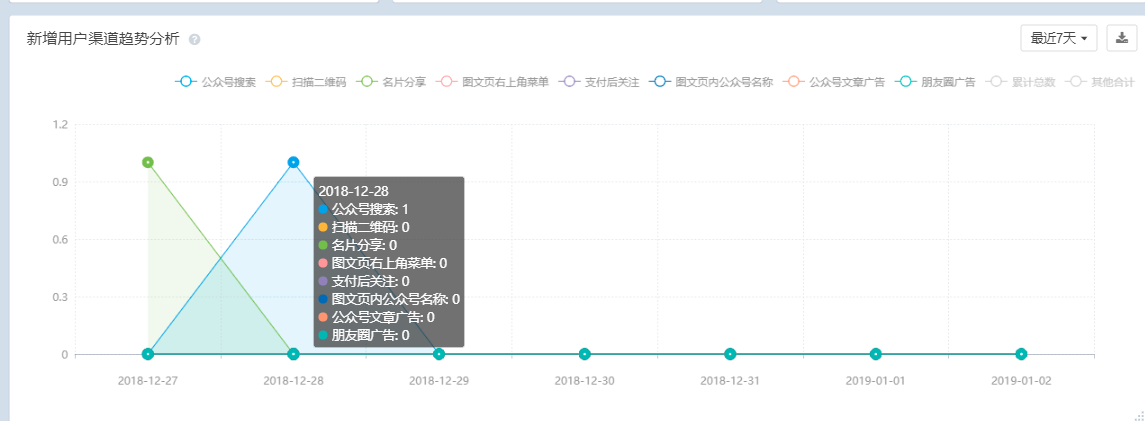 新增用户渠道趋势分析 ?
最近7天
公众号搜索 扫描二维码 名片分享 图文页右上角菜单 支付后关注 图文页内公众号名称 公众号文章广告 朋友圈广告 累计总数 其他合计
1.2
0.9
0.6
0.3
0
2018-12-28
公众号搜索: 1
扫描二维码: 0
名片分享: 0
图文页右上角菜单: 0
支付后关注: 0
图文页内公众号名称: 0
公众号文章广告: 0
朋友圈广告: 0
2018-12-27 2018-12-28 2018-12-29 2018-12-30 2018-12-31 2019-01-01 2019-01-02